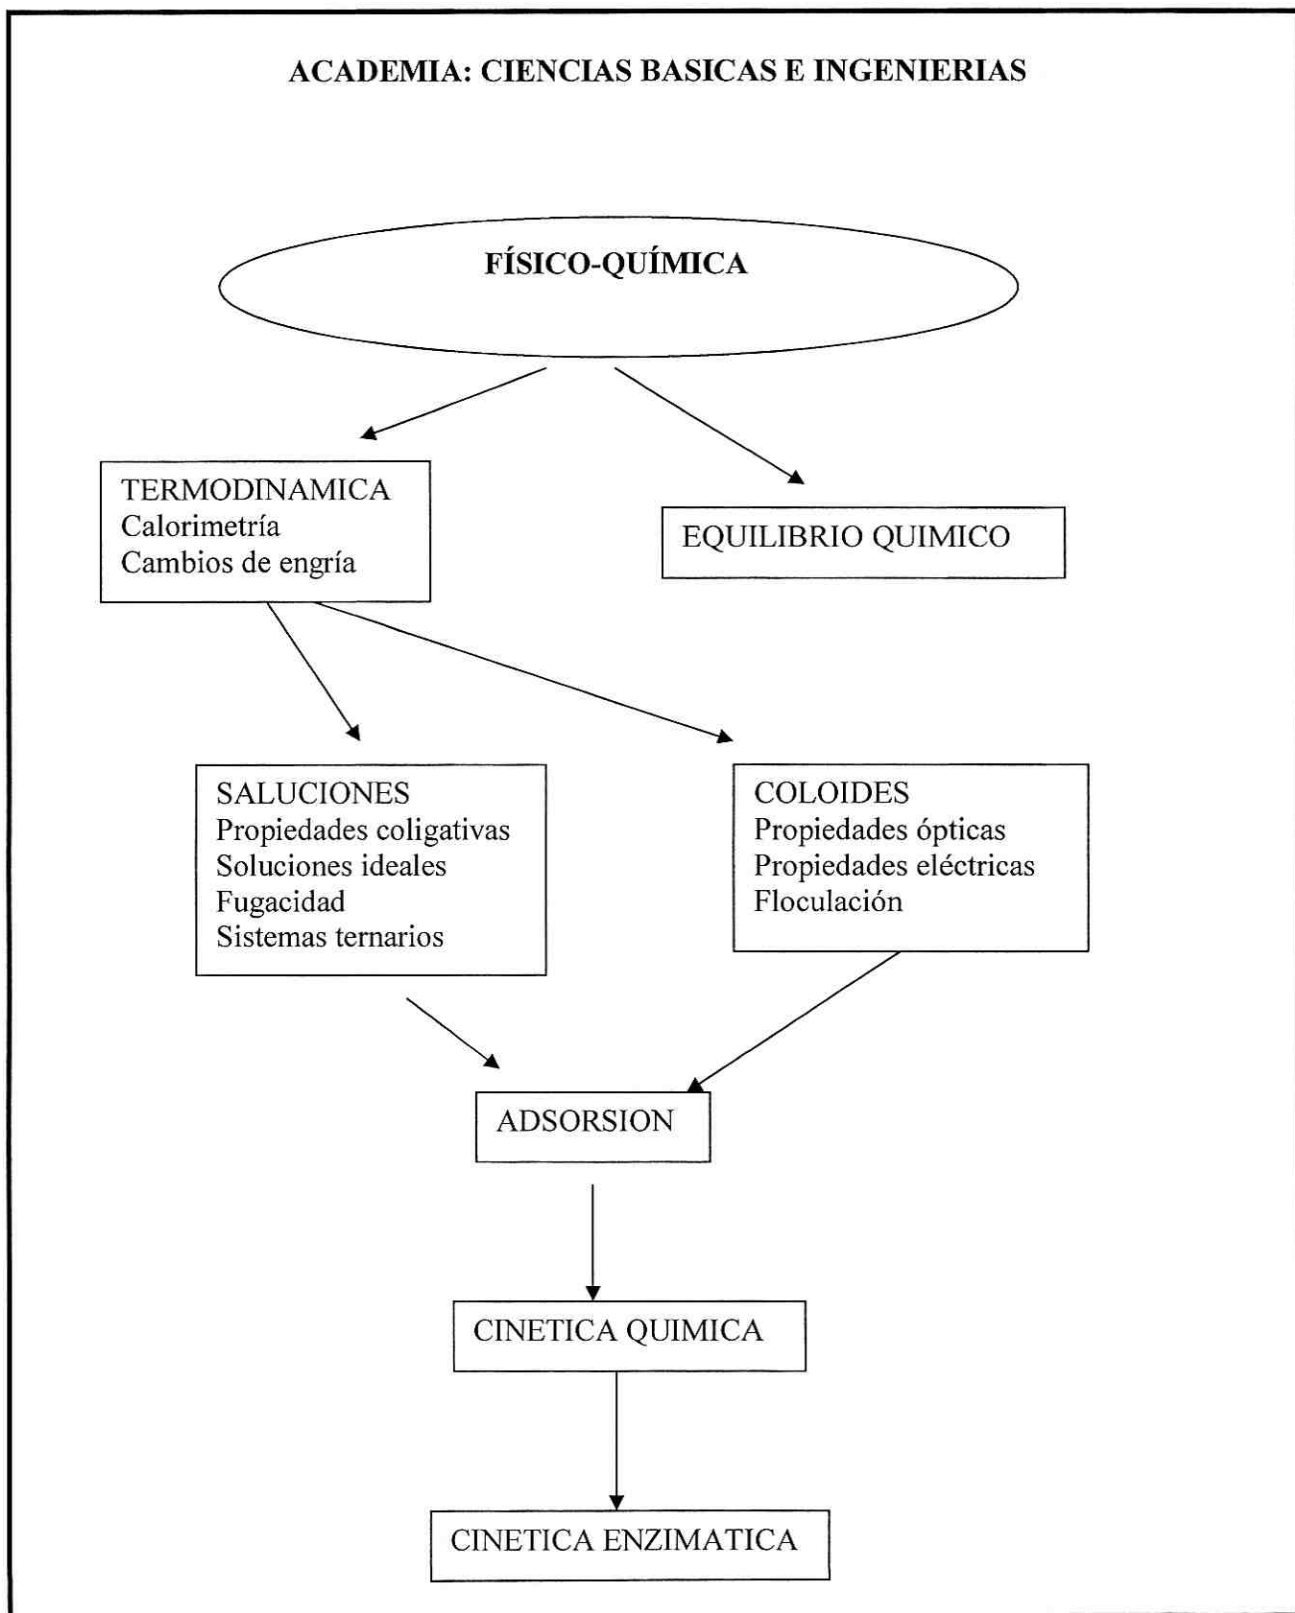 ACADEMIA: CIENCIAS BASICAS E INGENIERIAS
FÍSICO-QUÍMICA
TERMODINAMICA
Calorimetría
Cambios de engría
EQUILIBRIO QUIMICO
SALUCIONES
Propiedades coligativas
Soluciones ideales
Fugacidad
Sistemas ternarios
COLOIDES
Propiedades ópticas
Propiedades eléctricas
Floculación
ADSORSION
CINETICA QUIMICA
CINETICA ENZIMATICA